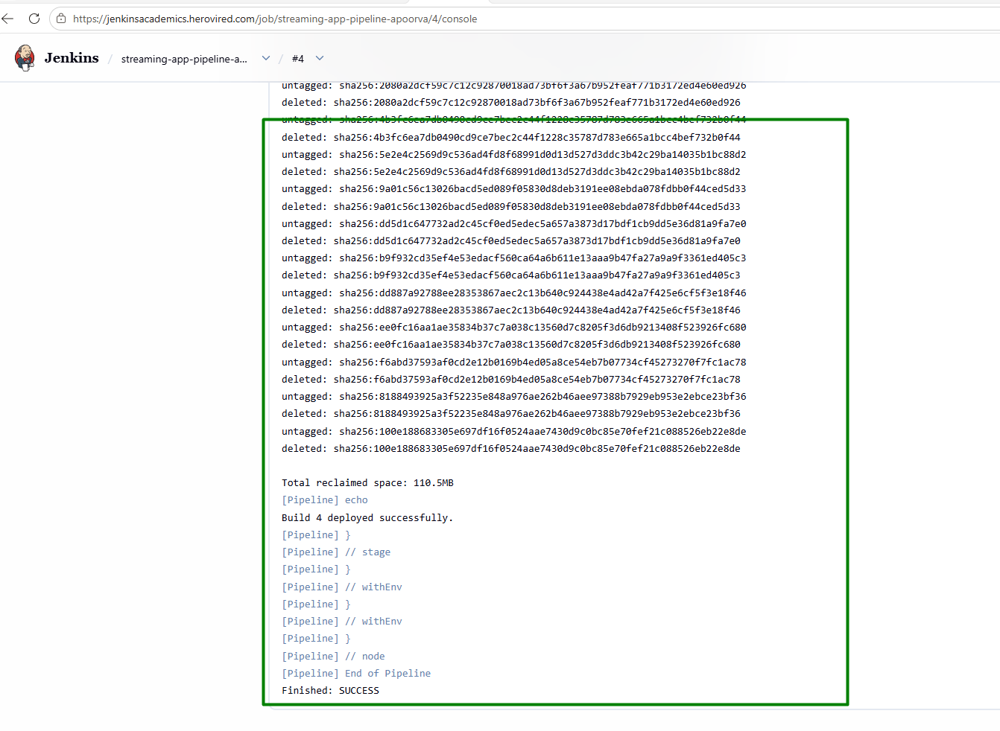 https://jenkinsacademics.herovired.com/job/streaming-app-pipeline-apoorva/4/console
Jenkins / streaming-app-pipeline-a... / #4
untagged: sha256:2080a2dcf59c7c12c92870018ad73bf6f3a67b952feaf771b3172ed4e60ed926
deleted: sha256:2080a2dcf59c7c12c92870018ad73bf6f3a67b952feaf771b3172ed4e60ed926
untagged: sha256:4b3fc6ea7db0490cd9ce7bec2c44f1228c35787d783e665a1bcc4bef732b0f44
deleted: sha256:4b3fc6ea7db0490cd9ce7bec2c44f1228c35787d783e665a1bcc4bef732b0f44
untagged: sha256:5e2e4c2569d9c536ad4fd8f68991d0d13d527d3ddc3b42c29ba14035b1bc88d2
deleted: sha256:5e2e4c2569d9c536ad4fd8f68991d0d13d527d3ddc3b42c29ba14035b1bc88d2
untagged: sha256:9a01c56c13026bacd5ed089f05830d8deb3191ee08ebda078fdbb0f44ced5d33
deleted: sha256:9a01c56c13026bacd5ed089f05830d8deb3191ee08ebda078fdbb0f44ced5d33
untagged: sha256:dd5d1c647732ad2c45cf0ed5edec5a657a3873d17bdf1cb9dd5e36d81a9fa7e0
deleted: sha256:dd5d1c647732ad2c45cf0ed5edec5a657a3873d17bdf1cb9dd5e36d81a9fa7e0
untagged: sha256:b9f932cd35ef4e53edacf560ca64a6b611e13aaa9b47fa27a9a9f3361ed405c3
deleted: sha256:b9f932cd35ef4e53edacf560ca64a6b611e13aaa9b47fa27a9a9f3361ed405c3
untagged: sha256:dd887a92788ee28353867aec2c13b640c924438e4ad42a7f425e6cf5f3e18f46
deleted: sha256:dd887a92788ee28353867aec2c13b640c924438e4ad42a7f425e6cf5f3e18f46
untagged: sha256:ee0fc16aa1ae35834b37c7a038c13560d7c8205f3d6db9213408f523926fc680
deleted: sha256:ee0fc16aa1ae35834b37c7a038c13560d7c8205f3d6db9213408f523926fc680
untagged: sha256:f6abd37593af0cd2e12b0169b4ed05a8ce54eb7b07734cf45273270f7fc1ac78
deleted: sha256:f6abd37593af0cd2e12b0169b4ed05a8ce54eb7b07734cf45273270f7fc1ac78
untagged: sha256:8188493925a3f52235e848a976ae262b46aee97388b7929eb953e2ebce23bf36
deleted: sha256:8188493925a3f52235e848a976ae262b46aee97388b7929eb953e2ebce23bf36
untagged: sha256:100e188683305e697df16f0524aae7430d9c0bc85e70fef21c088526eb22e8de
deleted: sha256:100e188683305e697df16f0524aae7430d9c0bc85e70fef21c088526eb22e8de
Total reclaimed space: 110.5MB
[Pipeline] echo
Build 4 deployed successfully.
[Pipeline] }
[Pipeline] // stage
[Pipeline] }
[Pipeline] // withEnv
[Pipeline] }
[Pipeline] // withEnv
[Pipeline] }
[Pipeline] // node
[Pipeline] End of Pipeline
Finished: SUCCESS